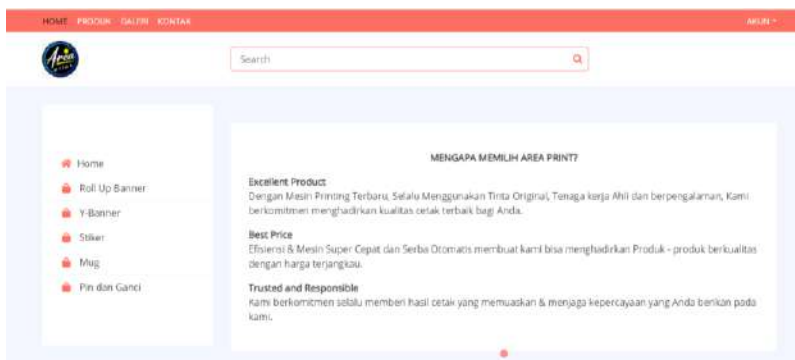 HOME PRODUK GALERI KONTAK AKUN
Area
Search
MENGAPA MEMILIH AREA PRINT?
Home
Roll Up Banner
Y-Banner
Stiker
Mug
Pin dan Ganci
Excellent Product
Dengan Mesin Printing Terbaru, Selalu Menggunakan Tinta Original, Tenaga kerja Ahli dan berpengalaman, Kami
berkomitmen menghadirkan kualitas cetak terbaik bagi Anda.
Best Price
Efisiensi & Mesin Super Cepat dan Serba Otomatis membuat kami bisa menghadirkan Produk - produk berkualitas
dengan harga terjangkau.
Trusted and Responsible
Kami berkomitmen selalu memberi hasil cetak yang memuaskan & menjaga kepercayaan yang Anda berikan pada
kami.